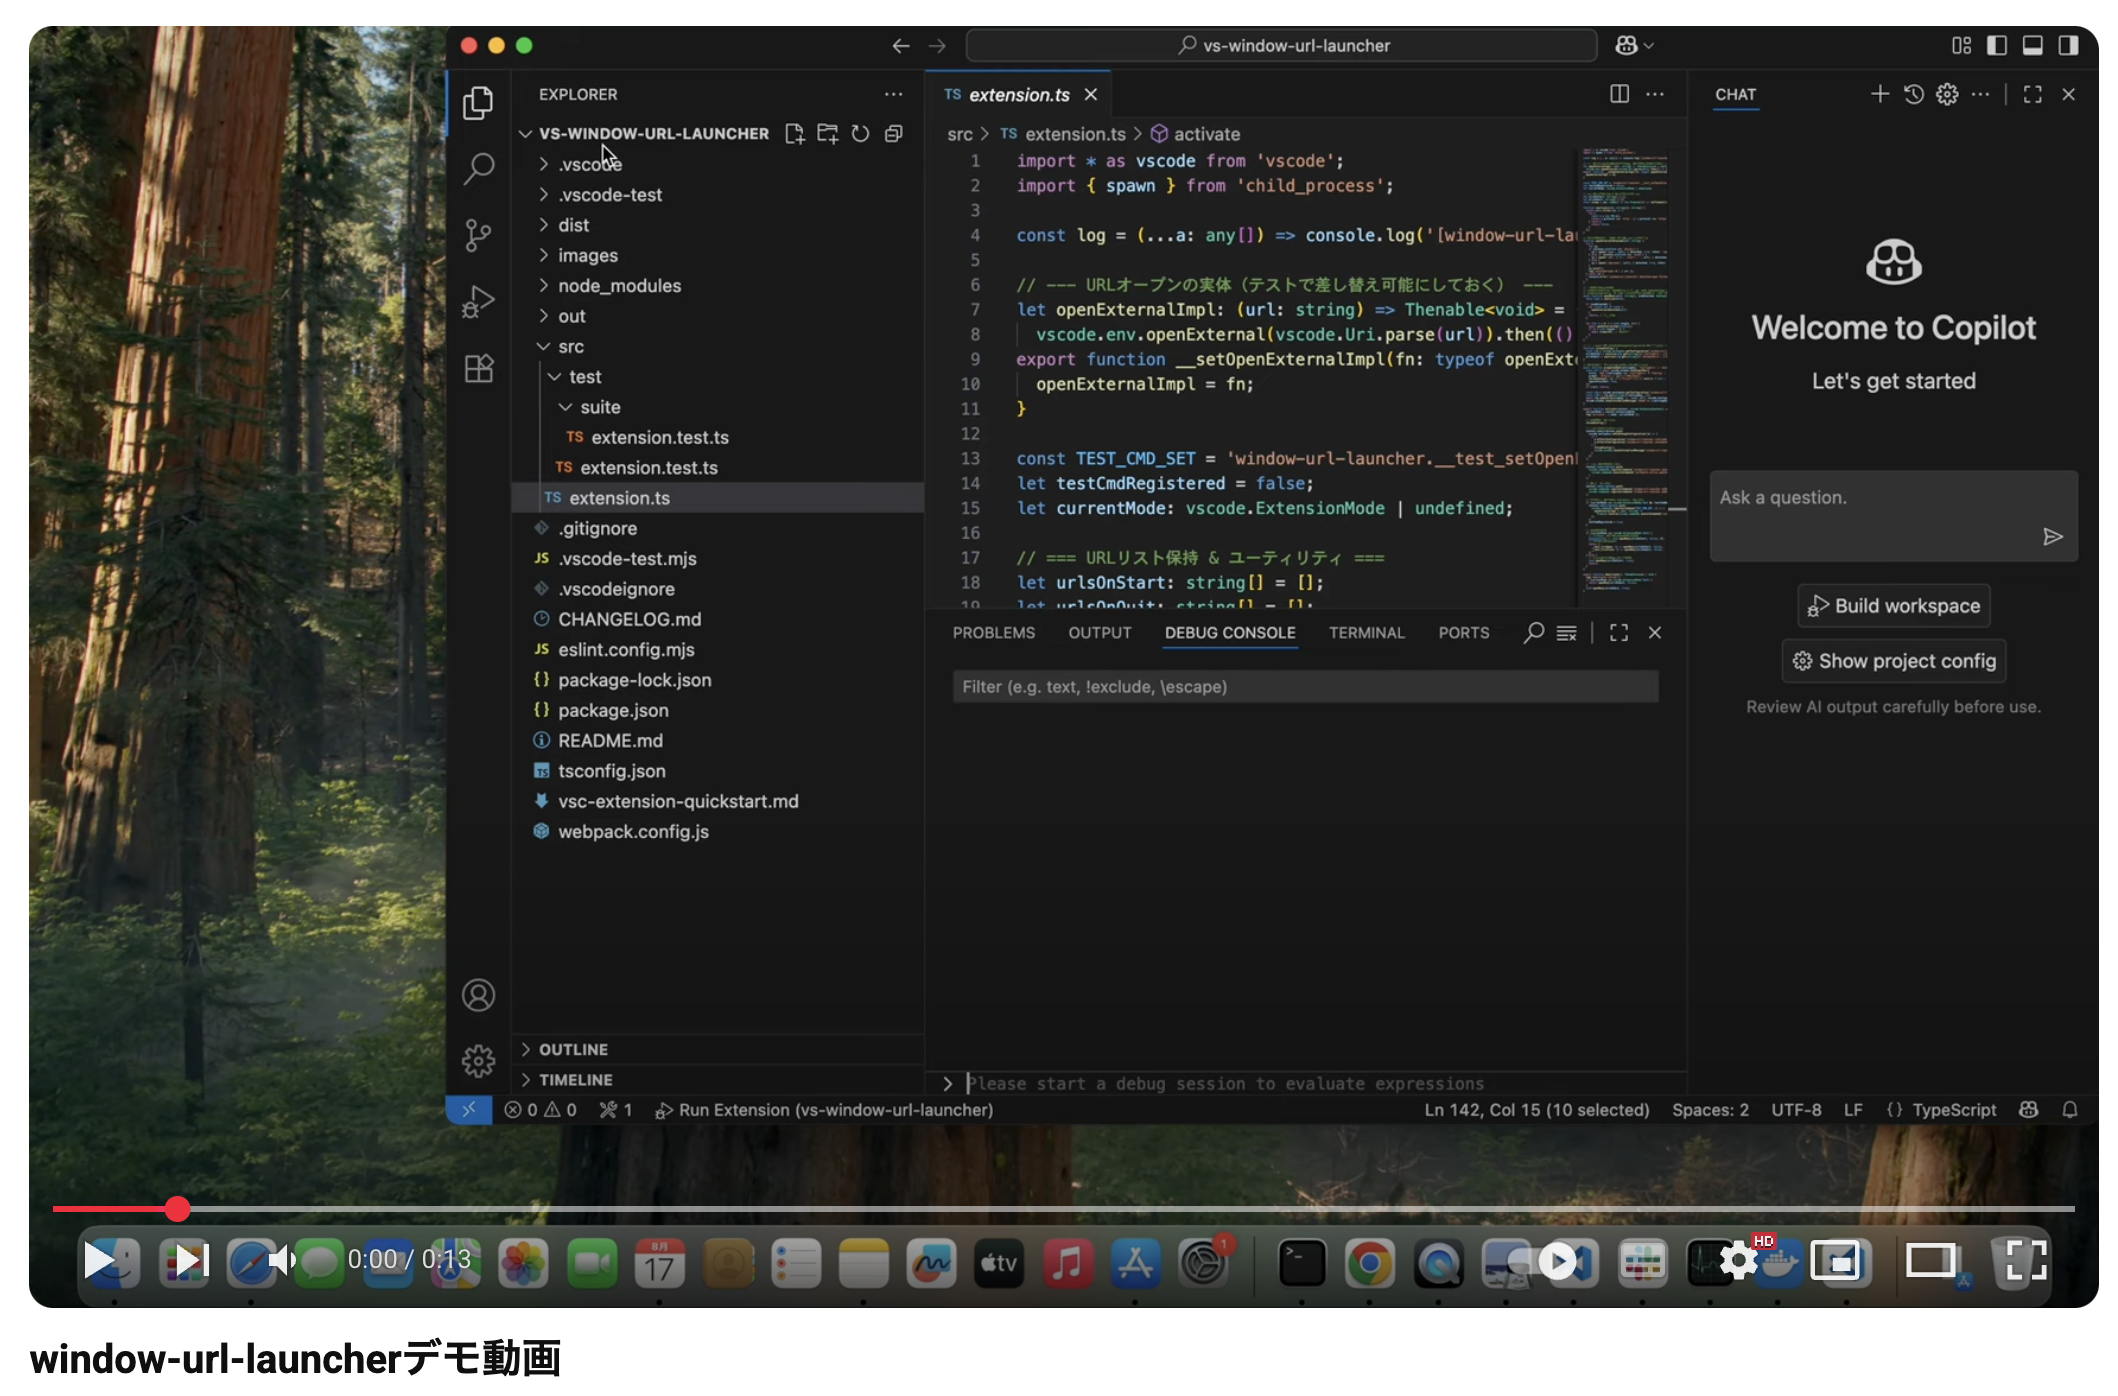 vs-window-url-launcher
EXPLORER
VS-WINDOW-URL-LAUNCHER
.vscode
.vscode-test
dist
images
node_modules
out
src
test
suite
TS extension.test.ts
TS extension.test.ts
TS extension.ts
.gitignore
JS .vscode-test.mjs
.vscodeignore
CHANGELOG.md
JS eslint.config.mjs
{} package-lock.json
{} package.json
README.md
TS tsconfig.json
vsc-extension-quickstart.md
webpack.config.js
OUTLINE
TIMELINE
TS extension.ts
src > TS extension.ts > activate
1 import * as vscode from 'vscode';
2 import { spawn } from 'child_process';
3
4 const log = (...a: any[]) => console.log('[window-url-la
5
6 // --- URLオープンの実体（テストで差し替え可能にしておく） ---
7 let openExternalImpl: (url: string) => Thenable<void> =
8 vscode.env.openExternal(vscode.Uri.parse(url)).then(()
9 export function __setOpenExternalImpl(fn: typeof openExt
10 openExternalImpl = fn;
11 }
12
13 const TEST_CMD_SET = 'window-url-launcher.__test_setOpen
14 let testCmdRegistered = false;
15 let currentMode: vscode.ExtensionMode | undefined;
16
17 // === URLリスト保持 & ユーティリティ ===
18 let urlsOnStart: string[] = [];
19 let urlsOnQuit: string[] = [];
PROBLEMS OUTPUT DEBUG CONSOLE TERMINAL PORTS
Filter (e.g. text, !exclude, \escape)
Please start a debug session to evaluate expressions
CHAT
Welcome to Copilot
Let's get started
Ask a question.
Build workspace
Show project config
Review AI output carefully before use.
0 0 1 Run Extension (vs-window-url-launcher) Ln 142, Col 15 (10 selected) Spaces: 2 UTF-8 LF {} TypeScript
0:00 / 0:13
8月
17
tv
1
HD
window-url-launcherデモ動画